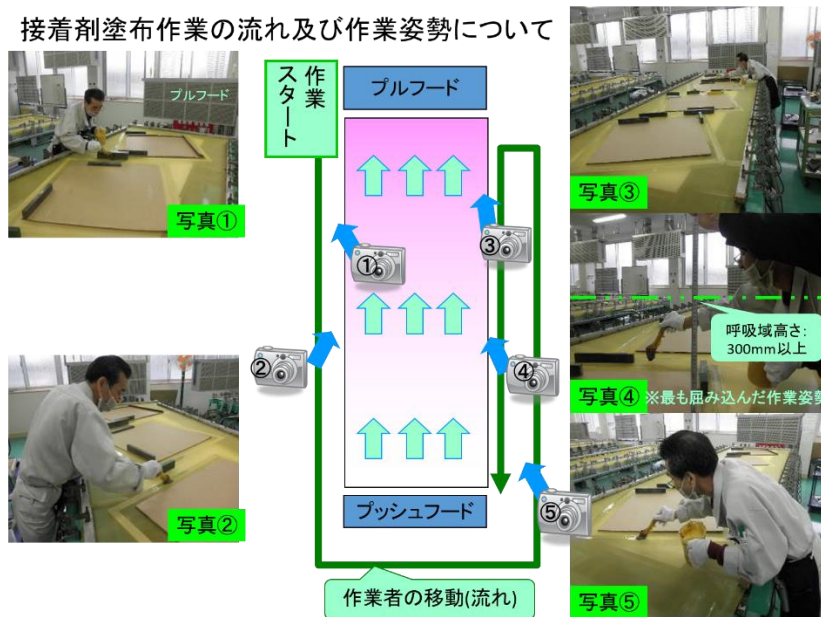 接着剤塗布作業の流れ及び作業姿勢について
プルフード
写真①
作業
スタート
プルフード
①
②
③
④
⑤
プッシュフード
作業者の移動(流れ)
写真②
写真③
呼吸域高さ:
300mm以上
写真④
※最も屈み込んだ作業姿勢
写真⑤